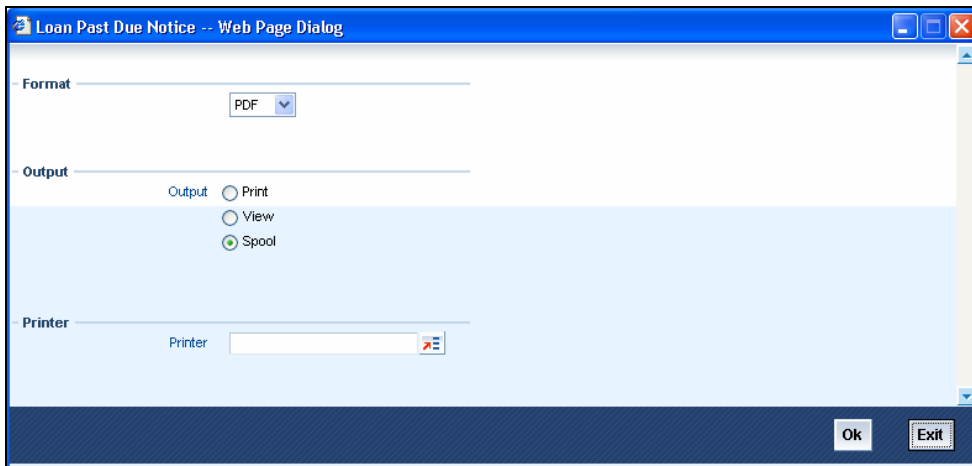 Loan Past Due Notice -- Web Page Dialog
Format
PDF
Output
Output Print
View
Spool
Printer
Printer
Ok Exit